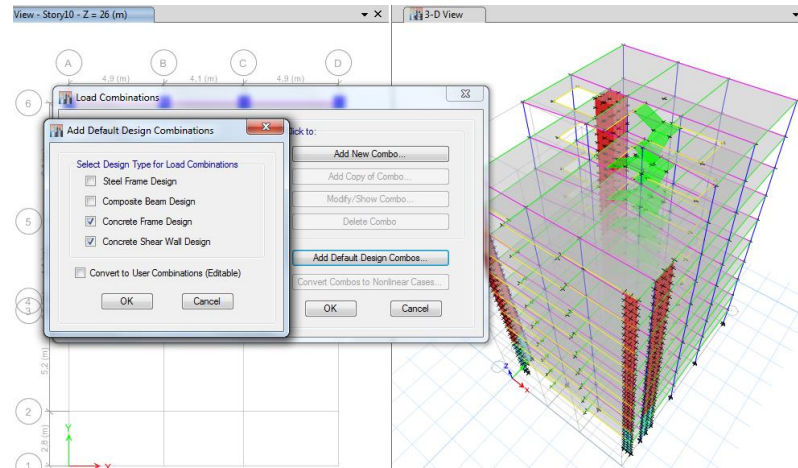 View - Story10 - Z = 26 (m)
3-D View
A
B
C
D
4,9 (m)
4,1 (m)
4,9 (m)
6
Load Combinations
Click to:
Add New Combo...
Add Copy of Combo...
Modify/Show Combo...
Delete Combo
Add Default Design Combos...
Convert Combos to Nonlinear Cases...
OK
Cancel
Add Default Design Combinations
Select Design Type for Load Combinations
Steel Frame Design
Composite Beam Design
Concrete Frame Design
Concrete Shear Wall Design
Convert to User Combinations (Editable)
OK
Cancel
5
4
3
5,2 (m)
2
2,8 (m)
1
Y
X
Z
X